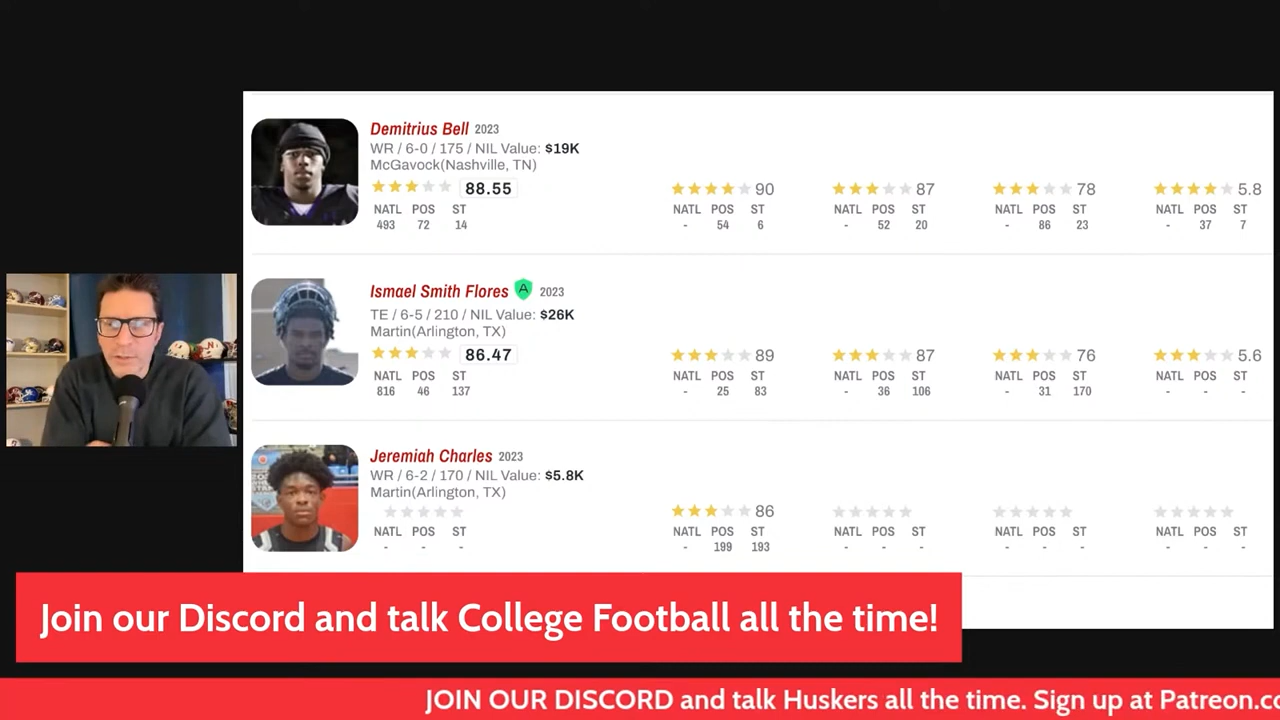 Demitrius Bell 2023
WR / 6-0 / 175 / NIL Value: $19K
McGavock(Nashville, TN)
88.55 90 87 78 5.8
NATL POS ST NATL POS ST NATL POS ST NATL POS ST NATL POS ST
493 72 14 - 54 6 - 52 20 - 86 23 - 37 7
Ismael Smith Flores A 2023
TE / 6-5 / 210 / NIL Value: $26K
Martin(Arlington, TX)
86.47 89 87 76 5.6
NATL POS ST NATL POS ST NATL POS ST NATL POS ST NATL POS ST
816 46 137 - 25 83 - 36 106 - 31 170 - - -
Jeremiah Charles 2023
WR / 6-2 / 170 / NIL Value: $5.8K
Martin(Arlington, TX)
86
NATL POS ST NATL POS ST NATL POS ST NATL POS ST NATL POS ST
- - - - 199 193 - - - - - - - - -
Join our Discord and talk College Football all the time!
JOIN OUR DISCORD and talk Huskers all the time. Sign up at Patreon.co